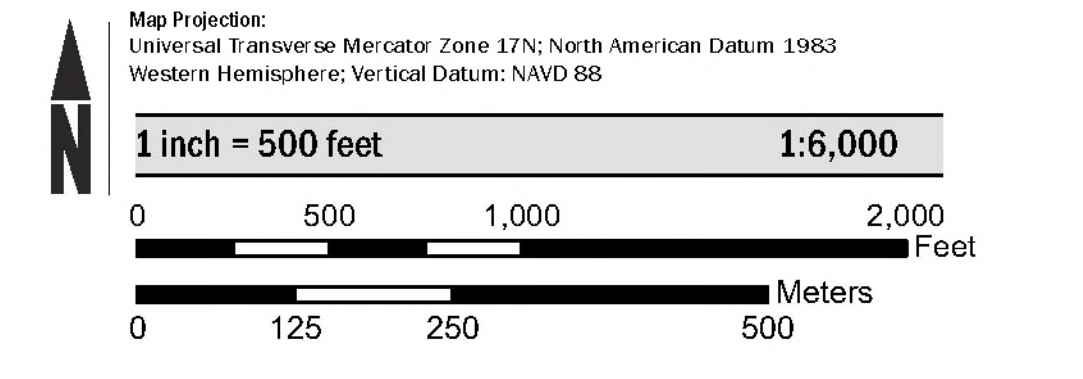 Map Projection:
Universal Transverse Mercator Zone 17N; North American Datum 1983
Western Hemisphere; Vertical Datum: NAVD 88
N
1 inch = 500 feet 1:6,000
0 500 1,000 2,000
Feet
Meters
0 125 250 500